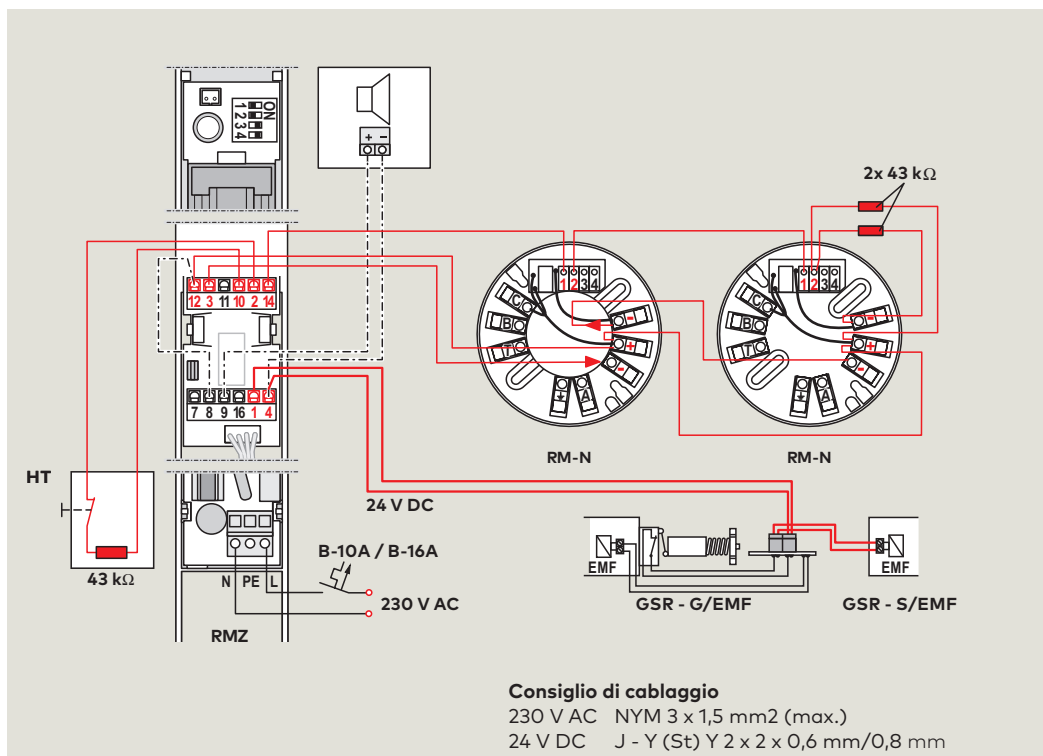 ON
1 2 3 4
+ -
2x 43 kΩ
12 3 11 10 2 14
1 2 3 4
C
B
T
-
+
-
A
1 2 3 4
C
B
T
-
+
-
A
7 8 9 16 1 4
RM-N
RM-N
HT
24 V DC
43 kΩ
B-10A / B-16A
N PE L
230 V AC
RMZ
EMF
EMF
GSR - G/EMF
GSR - S/EMF
Consiglio di cablaggio
230 V AC NYM 3 x 1,5 mm2 (max.)
24 V DC J - Y (St) Y 2 x 2 x 0,6 mm/0,8 mm